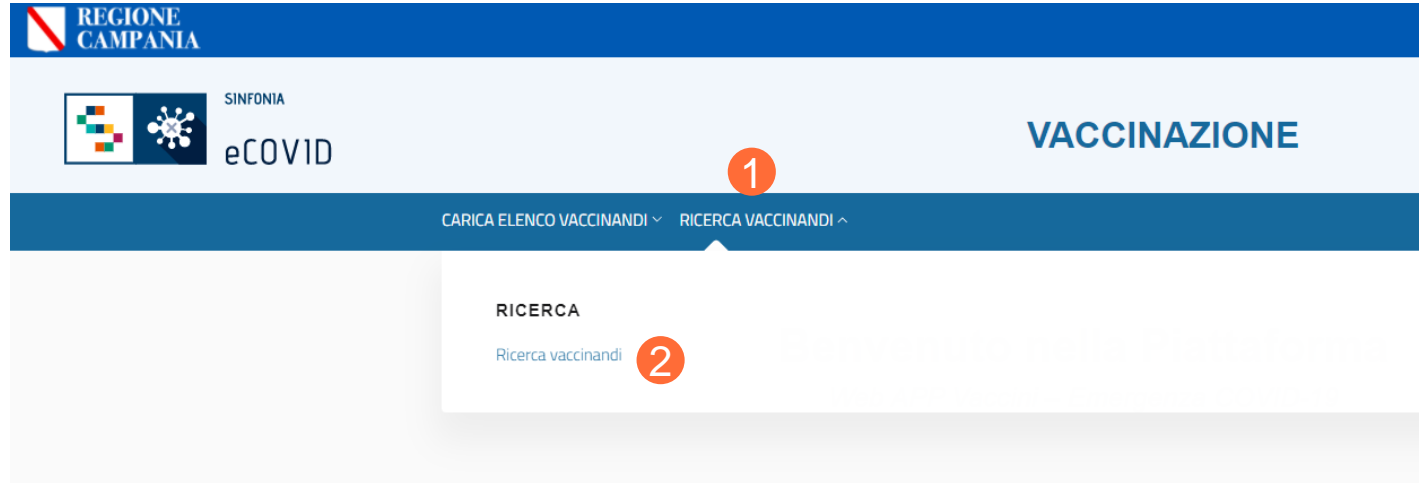 REGIONE
CAMPANIA
SINFONIA
eCOVID
VACCINAZIONE
1
CARICA ELENCO VACCINANDI RICERCA VACCINANDI
RICERCA
Ricerca vaccinandi 2